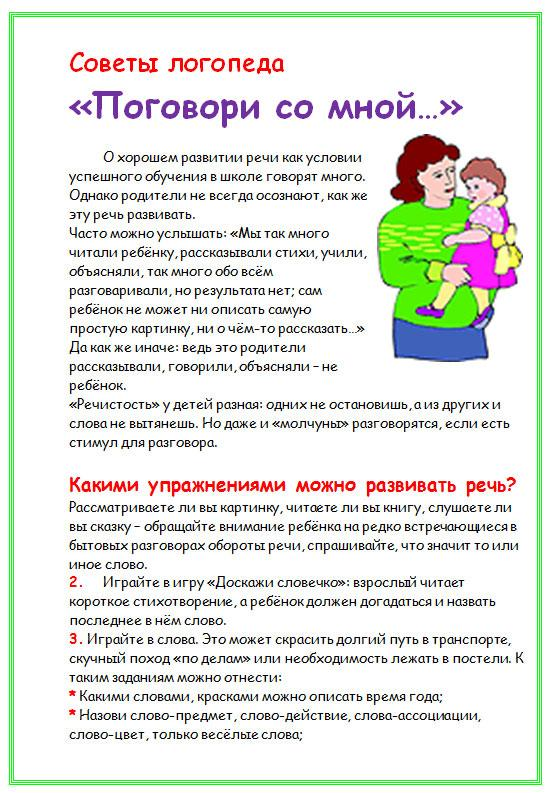 Советы логопеда
«Поговори со мной…»
О хорошем развитии речи как условии
успешного обучения в школе говорят много.
Однако родители не всегда осознают, как же
эту речь развивать.
Часто можно услышать: «Мы так много
читали ребёнку, рассказывали стихи, учили,
объясняли, так много обо всём
разговаривали, но результата нет; сам
ребёнок не может ни описать самую
простую картинку, ни о чём-то рассказать…»
Да как же иначе: ведь это родители
рассказывали, говорили, объясняли – не
ребёнок.
«Речистость» у детей разная: одних не остановишь, а из других и
слова не вытянешь. Но даже и «молчуны» разговорятся, если есть
стимул для разговора.
Какими упражнениями можно развивать речь?
Рассматриваете ли вы картинку, читаете ли вы книгу, слушаете ли
вы сказку – обращайте внимание ребёнка на редко встречающиеся в
бытовых разговорах обороты речи, спрашивайте, что значит то или
иное слово.
2. Играйте в игру «Доскажи словечко»: взрослый читает
короткое стихотворение, а ребёнок должен догадаться и назвать
последнее в нём слово.
3. Играйте в слова. Это может скрасить долгий путь в транспорте,
скучный поход «по делам» или необходимость лежать в постели. К
таким заданиям можно отнести:
* Какими словами, красками можно описать время года;
* Назови слово-предмет, слово-действие, слова-ассоциации,
слово-цвет, только весёлые слова;